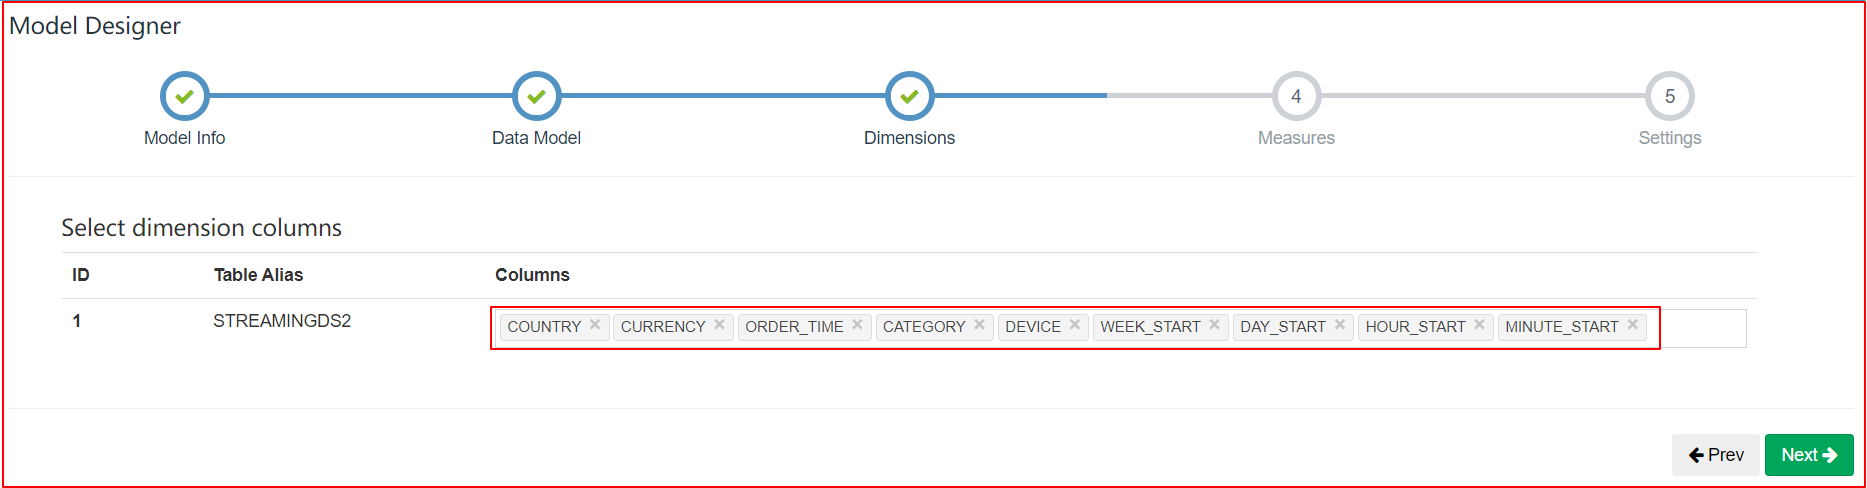 Model Designer
4 5
Model Info Data Model Dimensions Measures Settings
Select dimension columns
ID Table Alias Columns
1 STREAMINGDS2 COUNTRY × CURRENCY × ORDER_TIME × CATEGORY × DEVICE × WEEK_START × DAY_START × HOUR_START × MINUTE_START ×
Prev Next